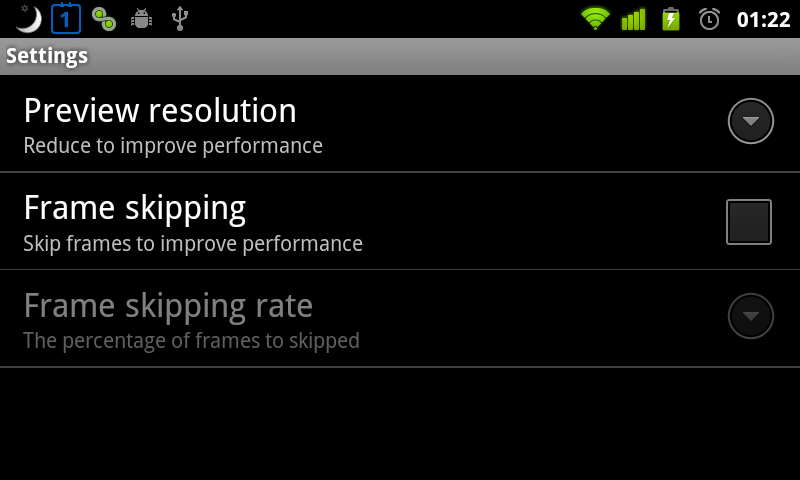 1
01:22
Settings
Preview resolution
Reduce to improve performance
Frame skipping
Skip frames to improve performance
Frame skipping rate
The percentage of frames to skipped